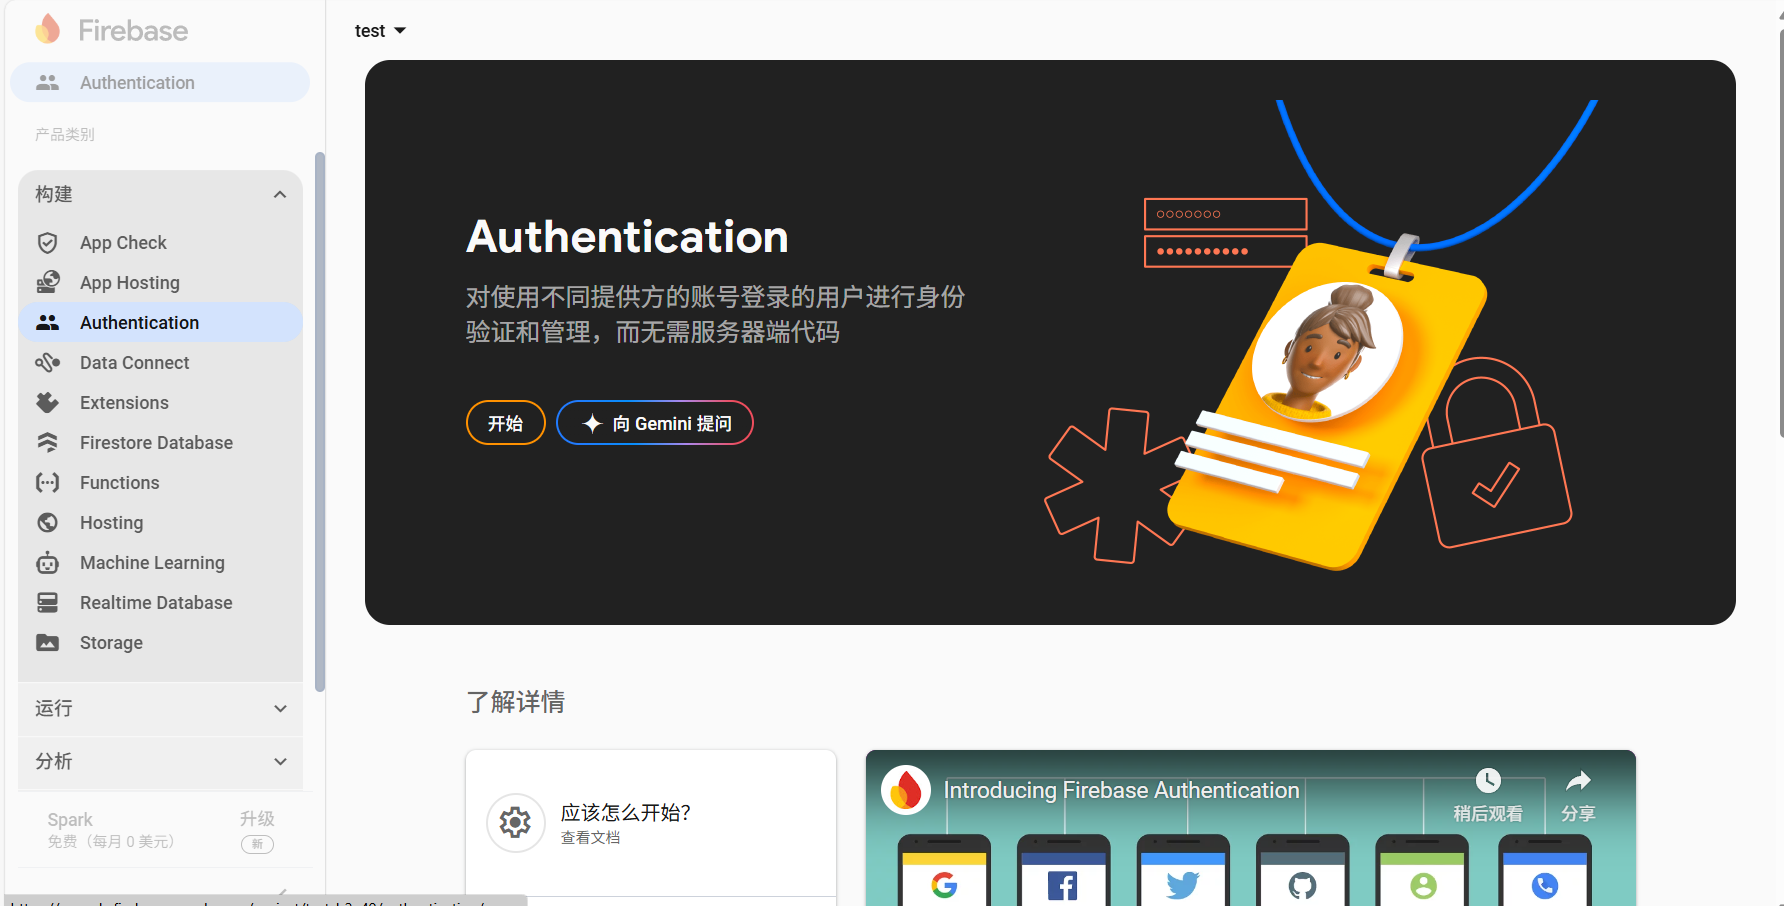 Firebase
Authentication
产品类别
构建
App Check
App Hosting
Authentication
Data Connect
Extensions
Firestore Database
Functions
Hosting
Machine Learning
Realtime Database
Storage
运行
分析
Spark
免费（每月 0 美元）
升级
新
test
Authentication
对使用不同提供方的账号登录的用户进行身份
验证和管理，而无需服务器端代码
开始
向 Gemini 提问
了解详情
应该怎么开始？
查看文档
Introducing Firebase Authentication
稍后观看
分享